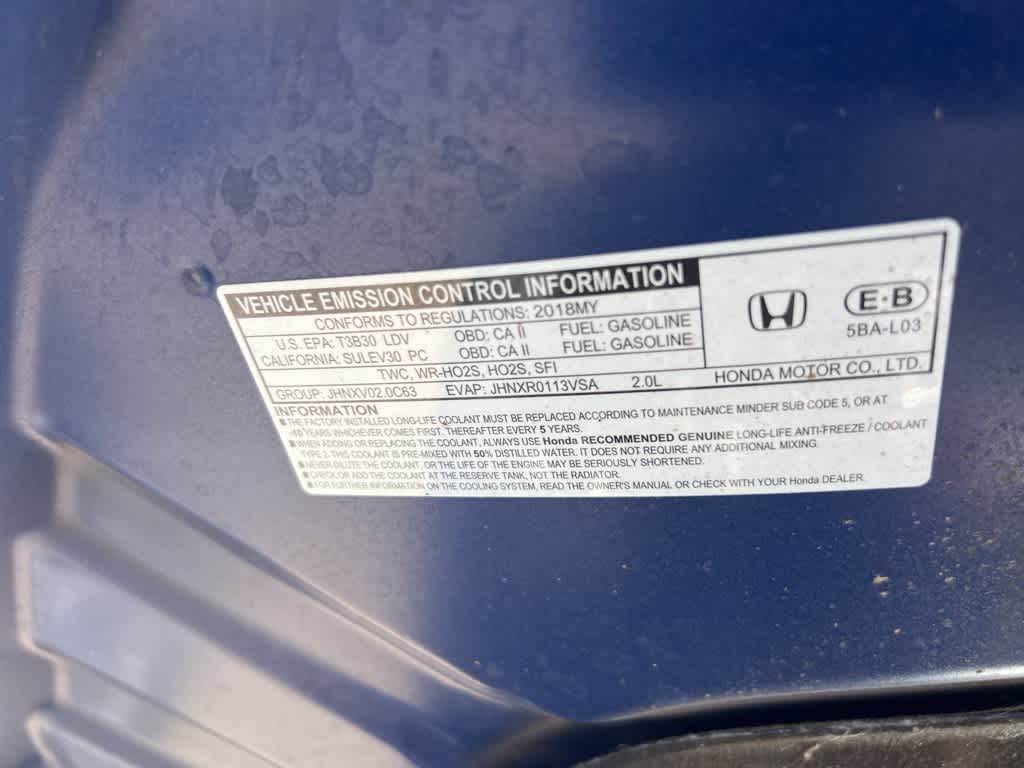 VEHICLE EMISSION CONTROL INFORMATION
CONFORMS TO REGULATIONS: 2018MY
U.S. EPA: T3B30 LDV OBD: CA II FUEL: GASOLINE
CALIFORNIA: SULEV30 PC OBD: CA II FUEL: GASOLINE
TWC, WR-HO2S, HO2S, SFI
GROUP: JHNXV02.0C63 EVAP: JHNXR0113VSA 2.0L
E·B
5BA-L03
HONDA MOTOR CO., LTD.
INFORMATION
■ THE FACTORY INSTALLED LONG-LIFE COOLANT MUST BE REPLACED ACCORDING TO MAINTENANCE MINDER SUB CODE 5, OR AT
10 YEARS WHICHEVER COMES FIRST. THEREAFTER EVERY 5 YEARS.
■ WHEN ADDING OR REPLACING THE COOLANT, ALWAYS USE Honda RECOMMENDED GENUINE LONG-LIFE ANTI-FREEZE / COOLANT
TYPE 2. THIS COOLANT IS PRE-MIXED WITH 50% DISTILLED WATER. IT DOES NOT REQUIRE ANY ADDITIONAL MIXING.
■ NEVER DILUTE THE COOLANT, OR THE LIFE OF THE ENGINE MAY BE SERIOUSLY SHORTENED.
■ CHECK OR ADD THE COOLANT AT THE RESERVE TANK, NOT THE RADIATOR.
■ FOR FURTHER INFORMATION ON THE COOLING SYSTEM, READ THE OWNER'S MANUAL OR CHECK WITH YOUR Honda DEALER.